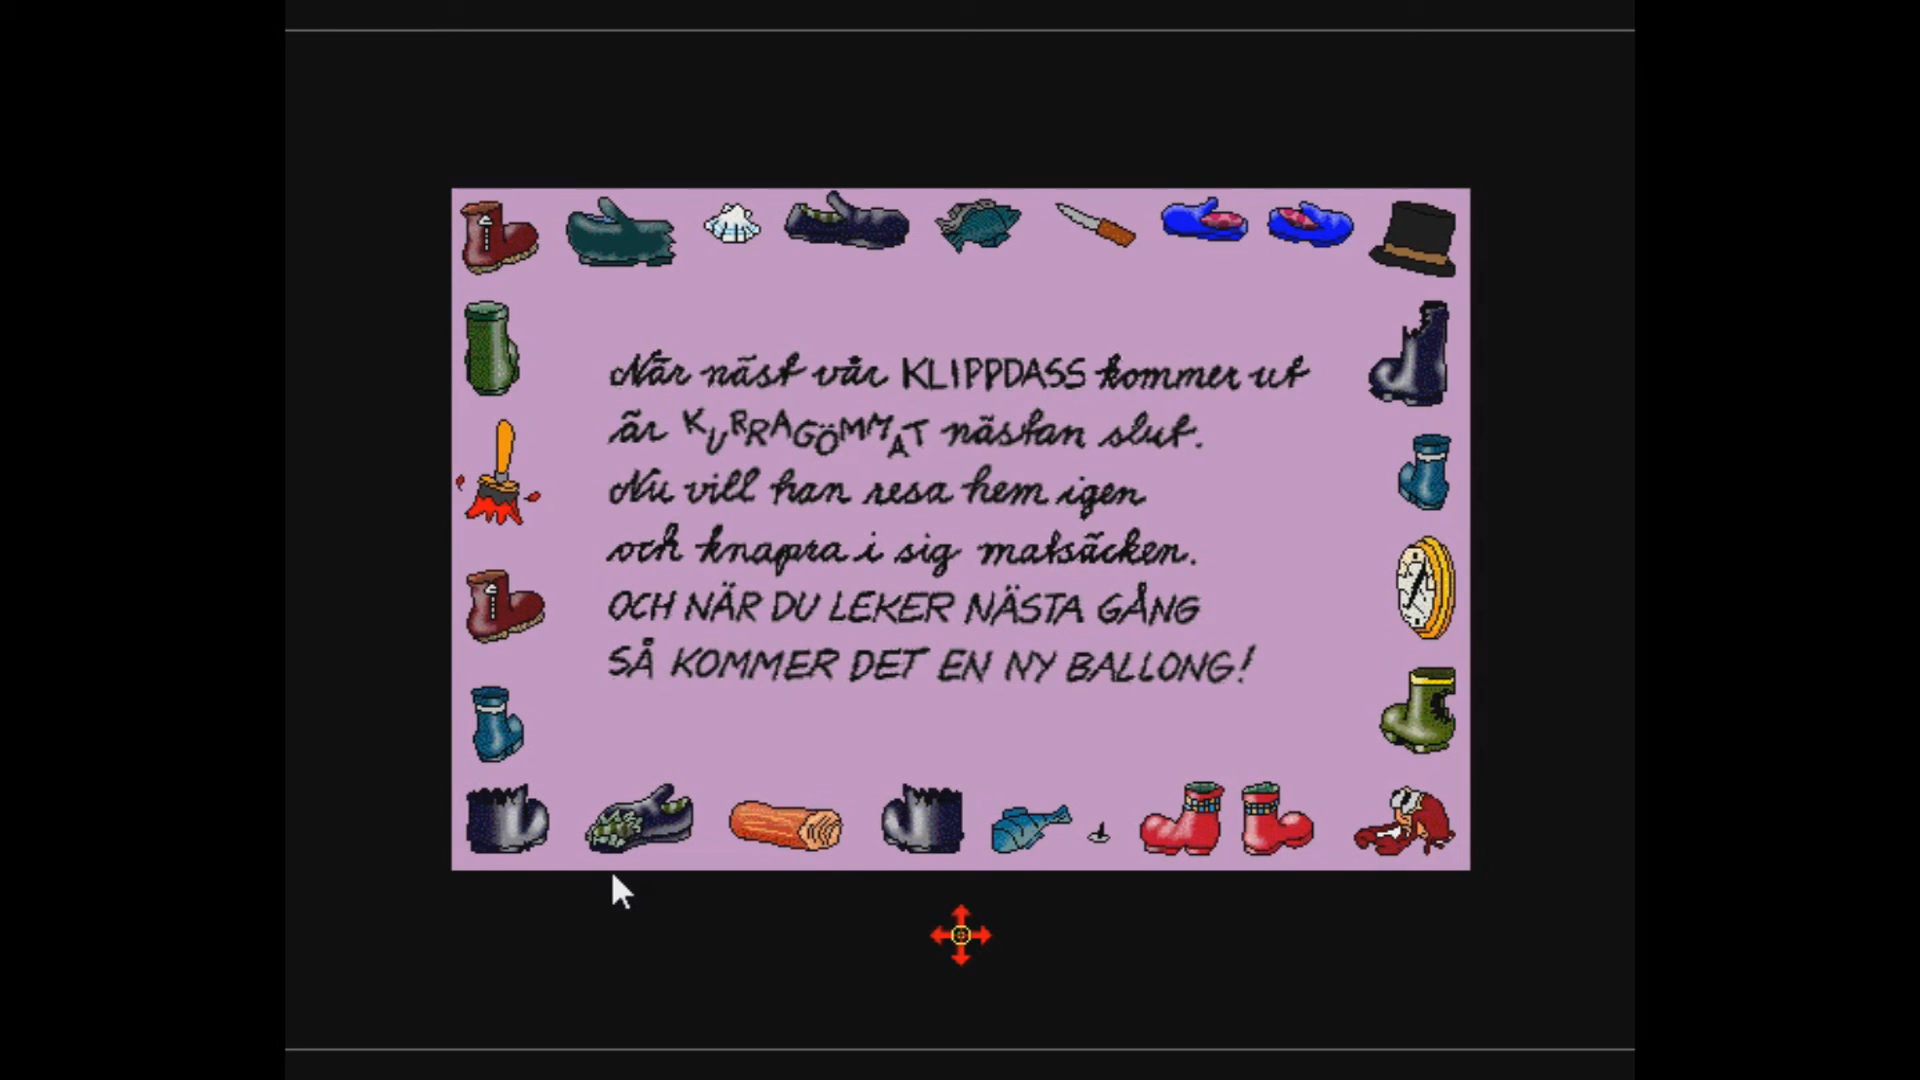 När näst vår KLIPPDASS kommer ut
är KURRAGÖMMAT nästan slut.
Nu vill han resa hem igen
och knapra i sig matsäcken.
OCH NÄR DU LEKER NÄSTA GÅNG
SÅ KOMMER DET EN NY BALLONG!